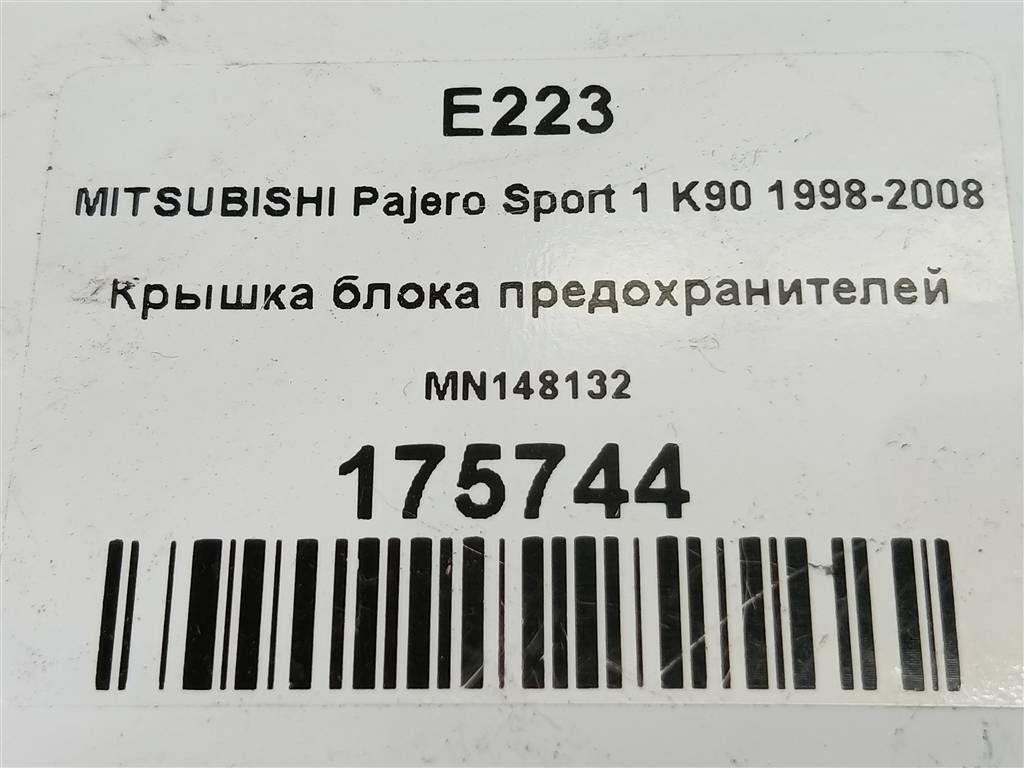 E223
MITSUBISHI Pajero Sport 1 K90 1998-2008
Крышка блока предохранителей
MN148132
175744